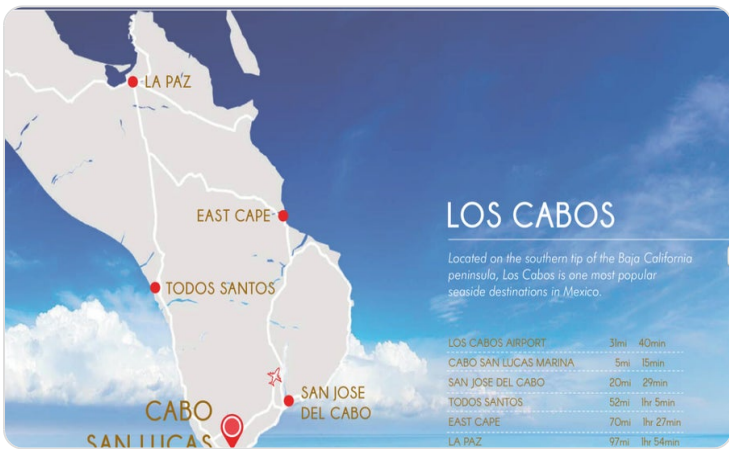 LA PAZ
EAST CAPE
TODOS SANTOS
SAN JOSE
DEL CABO
CABO
SAN LUCAS
LOS CABOS
Located on the southern tip of the Baja California
peninsula, Los Cabos is one most popular
seaside destinations in Mexico.
LOS CABOS AIRPORT 31mi 40min
CABO SAN LUCAS MARINA 5mi 15min
SAN JOSE DEL CABO 20mi 29min
TODOS SANTOS 52mi 1hr 5min
EAST CAPE 70mi 1hr 27min
LA PAZ 97mi 1hr 54min